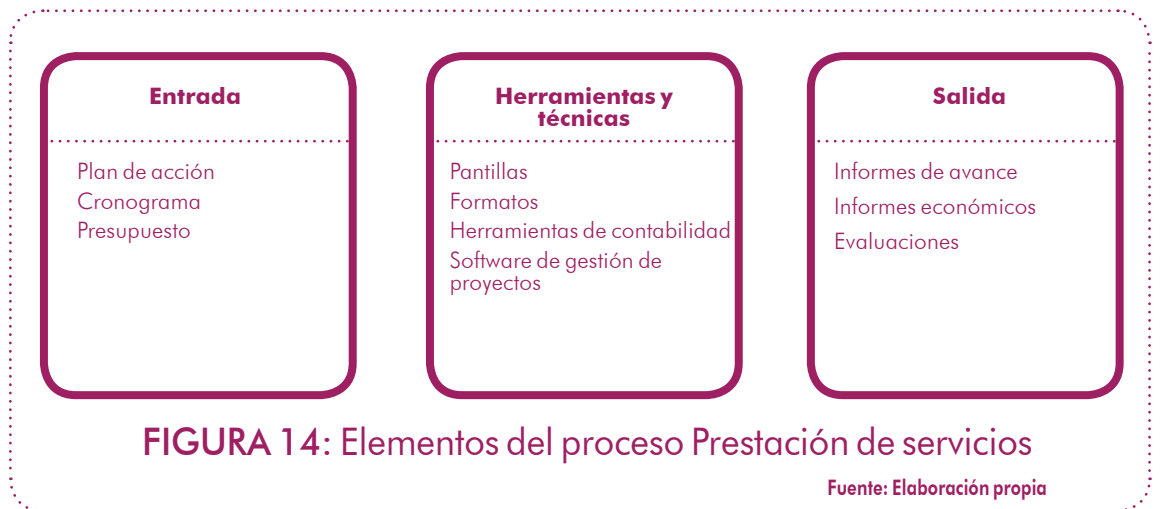 Entrada
Plan de acción
Cronograma
Presupuesto
Herramientas y
técnicas
Pantillas
Formatos
Herramientas de contabilidad
Software de gestión de
proyectos
Salida
Informes de avance
Informes económicos
Evaluaciones
FIGURA 14: Elementos del proceso Prestación de servicios
Fuente: Elaboración propia